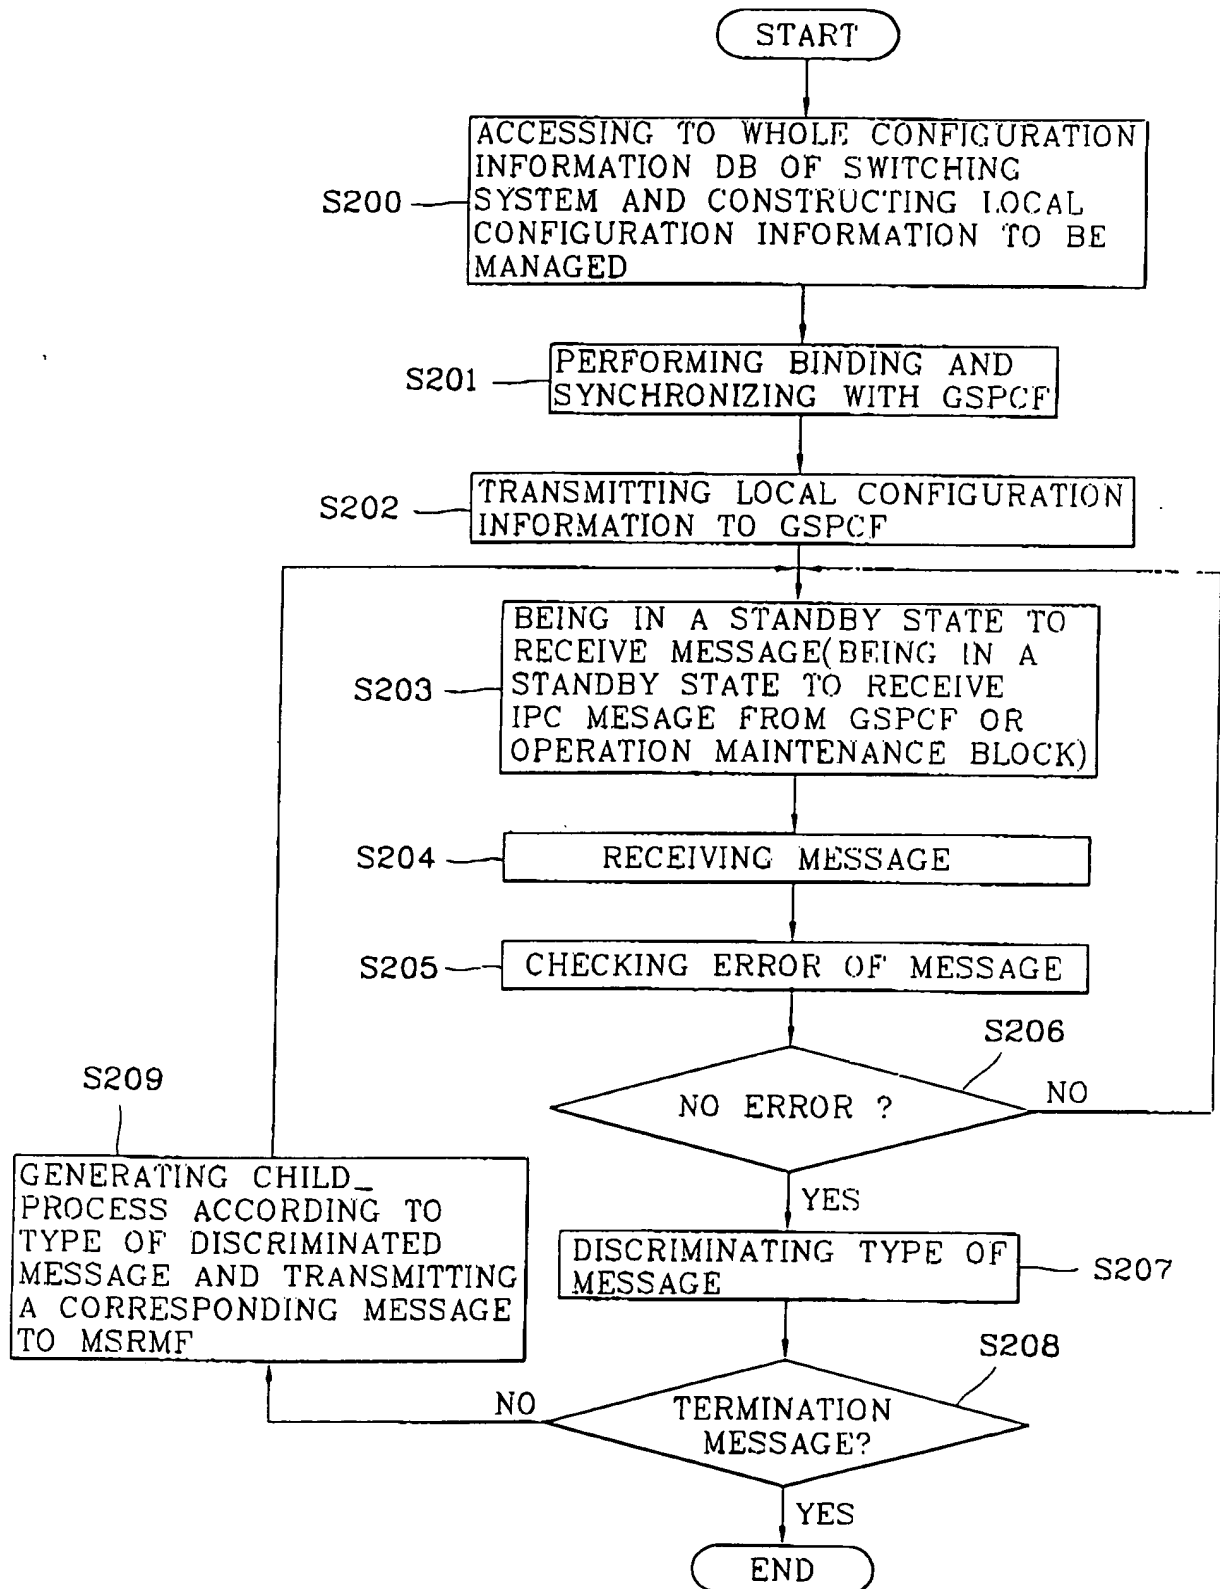 START
ACCESSING TO WHOLE CONFIGURATION
INFORMATION DB OF SWITCHING
SYSTEM AND CONSTRUCTING LOCAL
CONFIGURATION INFORMATION TO BE
MANAGED
S200
PERFORMING BINDING AND
SYNCHRONIZING WITH GSPCF
S201
TRANSMITTING LOCAL CONFIGURATION
INFORMATION TO GSPCF
S202
BEING IN A STANDBY STATE TO
RECEIVE MESSAGE(BEING IN A
STANDBY STATE TO RECEIVE
IPC MESAGE FROM GSPCF OR
OPERATION MAINTENANCE BLOCK)
S203
S204
RECEIVING MESSAGE
S205
CHECKING ERROR OF MESSAGE
S206
NO ERROR ?
NO
YES
DISCRIMINATING TYPE OF
MESSAGE
S207
S208
TERMINATION
MESSAGE?
NO
S209
GENERATING CHILD_
PROCESS ACCORDING TO
TYPE OF DISCRIMINATED
MESSAGE AND TRANSMITTING
A CORRESPONDING MESSAGE
TO MSRMF
YES
END